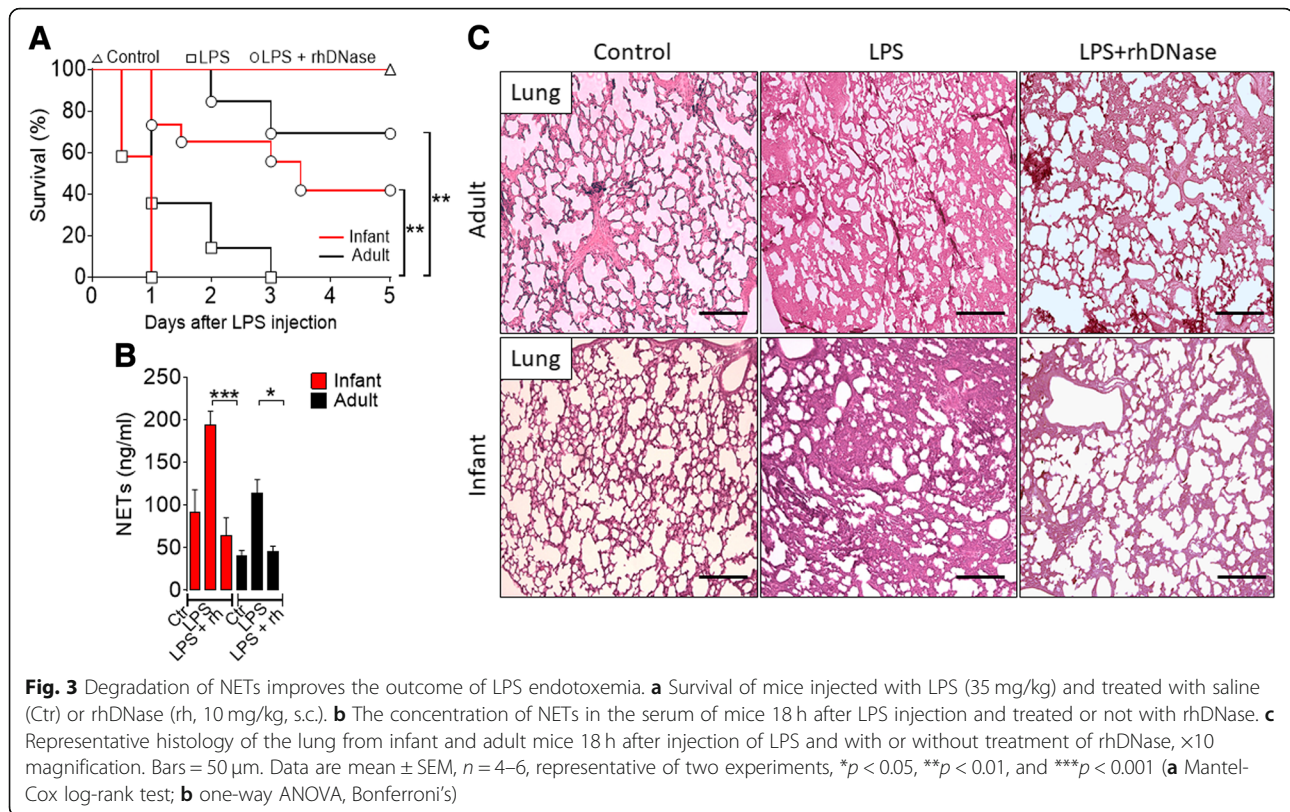 A
△ Control □ LPS ○ LPS + rhDNase
100
80
60
40
20
0
Survival (%)
**
**
Infant
Adult
0 1 2 3 4 5
Days after LPS injection
B
250
200
150
100
50
0
NETs (ng/ml)
*** *
Infant
Adult
Ctr
LPS
LPS + rh
Ctr
LPS
LPS + rh
C
Control LPS LPS+rhDNase
Adult
Lung
Infant
Lung
Fig. 3 Degradation of NETs improves the outcome of LPS endotoxemia. a Survival of mice injected with LPS (35 mg/kg) and treated with saline
(Ctr) or rhDNase (rh, 10 mg/kg, s.c.). b The concentration of NETs in the serum of mice 18 h after LPS injection and treated or not with rhDNase. c
Representative histology of the lung from infant and adult mice 18 h after injection of LPS and with or without treatment of rhDNase, ×10
magnification. Bars = 50 μm. Data are mean ± SEM, n = 4–6, representative of two experiments, *p < 0.05, **p < 0.01, and ***p < 0.001 (a Mantel-
Cox log-rank test; b one-way ANOVA, Bonferroni's)